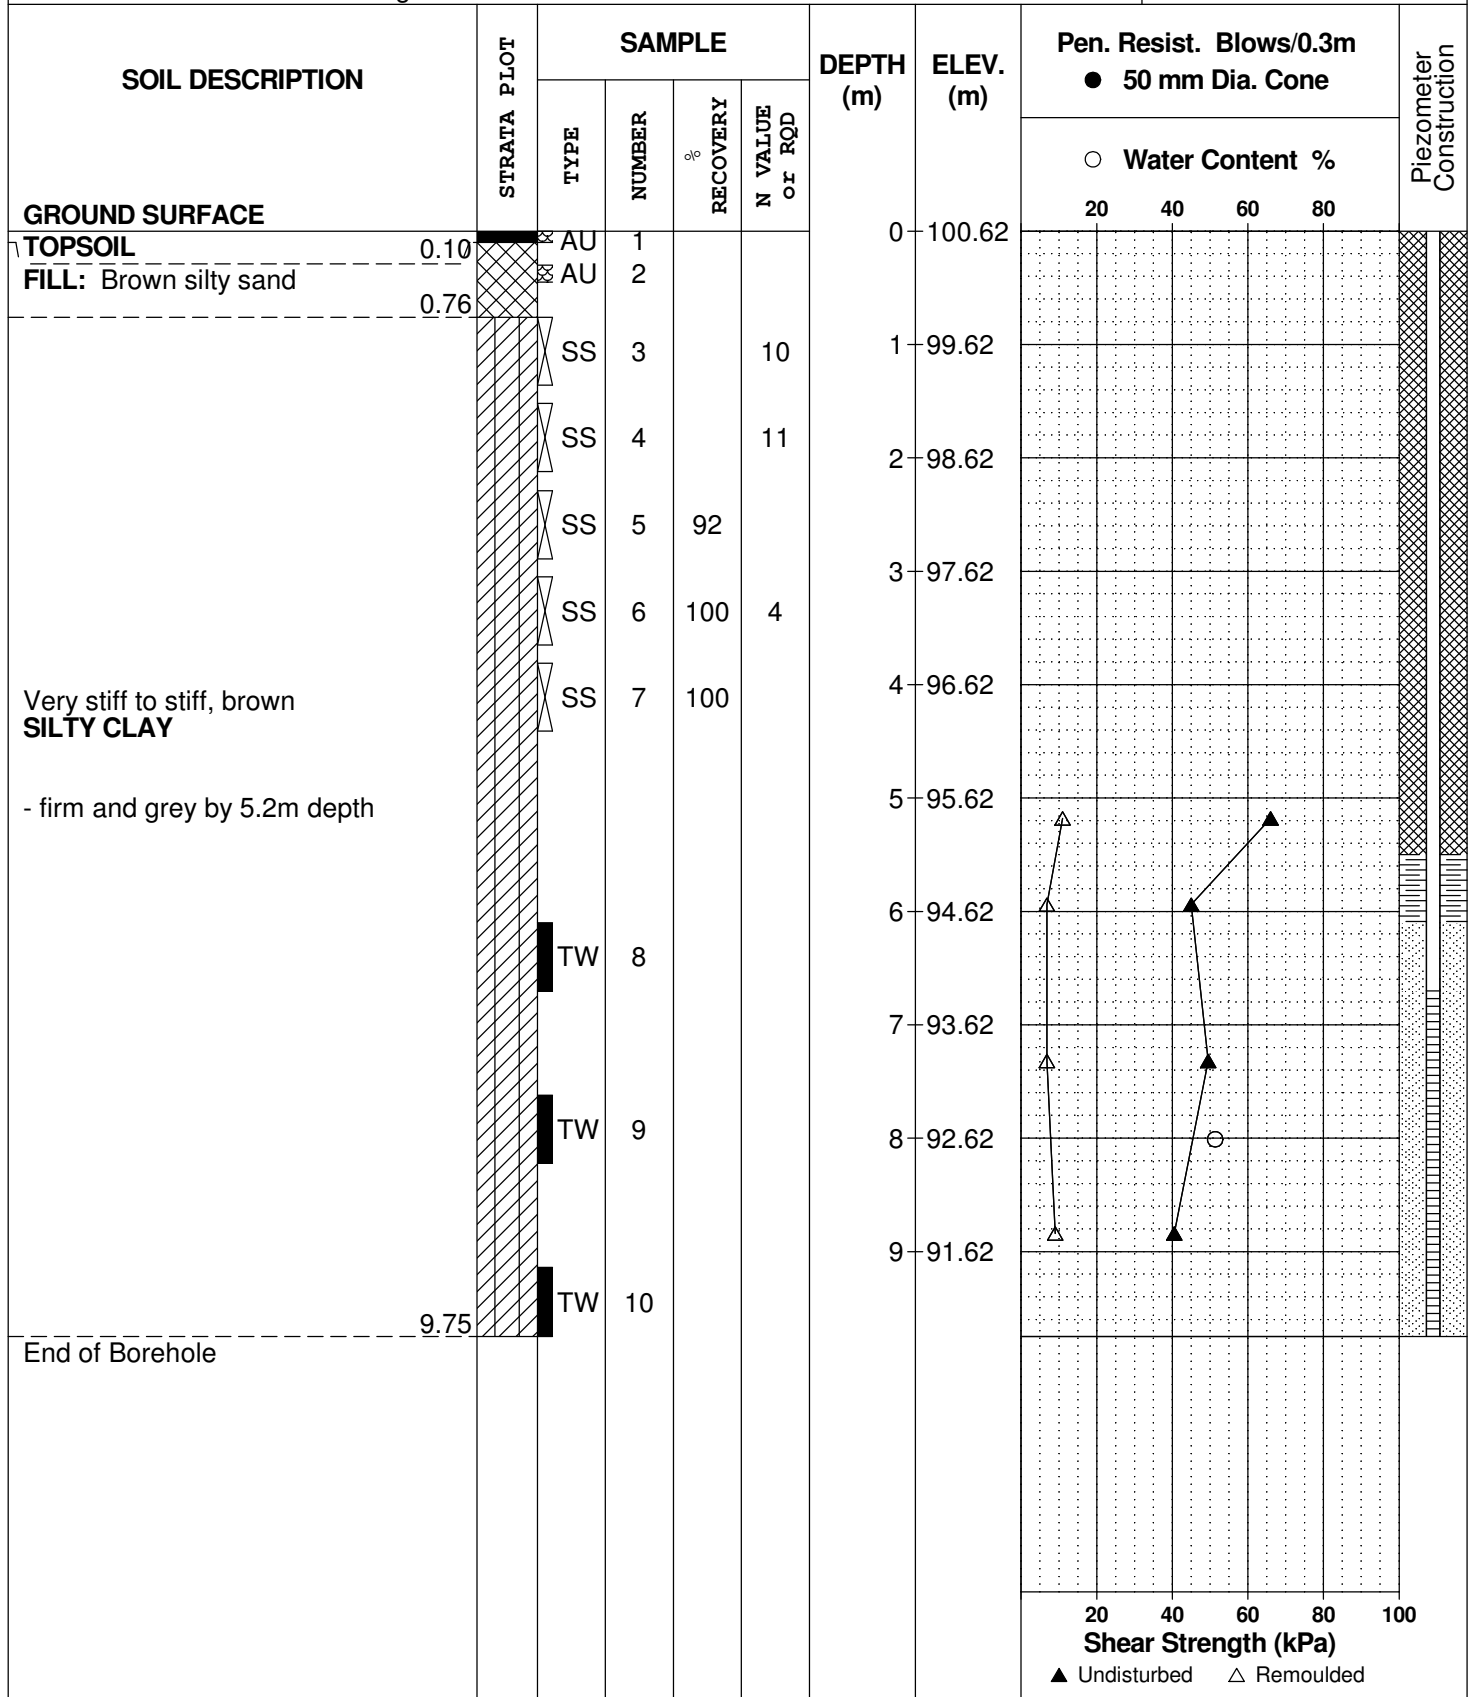 SOIL DESCRIPTION
STRATA PLOT
SAMPLE
TYPE
NUMBER
%
RECOVERY
N VALUE
or RQD
DEPTH
(m)
ELEV.
(m)
Pen. Resist. Blows/0.3m
● 50 mm Dia. Cone
○ Water Content %
Piezometer
Construction
20 40 60 80
GROUND SURFACE
0 100.62
TOPSOIL 0.10
AU 1
FILL: Brown silty sand
AU 2
0.76
SS 3 10
1 99.62
SS 4 11
2 98.62
SS 5 92
3 97.62
SS 6 100 4
4 96.62
SS 7 100
Very stiff to stiff, brown
SILTY CLAY
5 95.62
- firm and grey by 5.2m depth
6 94.62
TW 8
7 93.62
TW 9
8 92.62
9 91.62
TW 10
9.75
End of Borehole
20 40 60 80 100
Shear Strength (kPa)
▲ Undisturbed △ Remoulded